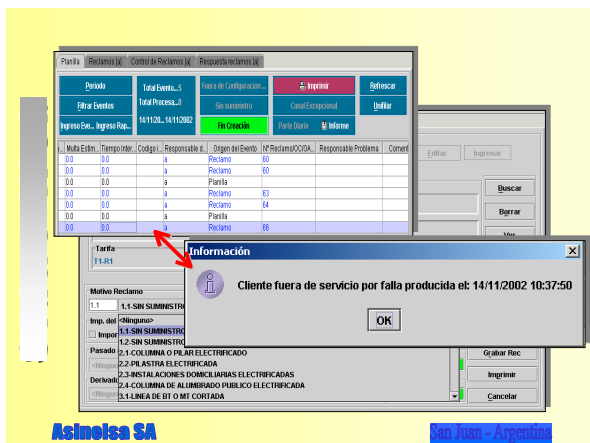 Planilla Reclamos [a] Control de Reclamos [a] Respuesta reclamos [a]
Periodo Total Evento...5 Fuera de Configuracion... Imprimir Refrescar
Filtrar Eventos Total Procesa...0 Sin suministro Canal Excepcional Unifilar
Ingreso Eve... Ingreso Rap... 14/11/20... 14/11/2002 Fin Creación Parte Diario Informe
Multa Estim... Tiempo Inter... Codigo i... Responsable d... Origen del Evento Nº Reclamo/OC/OA... Responsable Problema Coment
0.0 0.0 a Reclamo 60
0.0 0.0 a Reclamo 60
0.0 0.0 a Planilla
0.0 0.0 a Reclamo 63
0.0 0.0 a Reclamo 64
0.0 0.0 a Planilla
0.0 0.0 a Reclamo 66
Editar Ingresar
Buscar
Borrar
Ver
Tarifa
T1-R1
Información
Cliente fuera de servicio por falla producida el: 14/11/2002 10:37:50
OK
Motivo Reclamo
1.1 1.1-SIN SUMINISTRO
Imp. del <Ninguno>
Impor 1.1-SIN SUMINISTRO
1.2-SIN SUMINISTRO
Pasado 2.1-COLUMNA O PILAR ELECTRIFICADO
<Ningu 2.2-PILASTRA ELECTRIFICADO
2.3-INSTALACIONES DOMICILIARIAS ELECTRIFICADAS
Derivado 2.4-COLUMNA DE ALUMBRADO PUBLICO ELECTRIFICADA
<Ningun 3.1-LINEA DE BT O MT CORTADA
Grabar Rec
Imprimir
Cancelar
Asinelsa SA
San Juan - Argentina